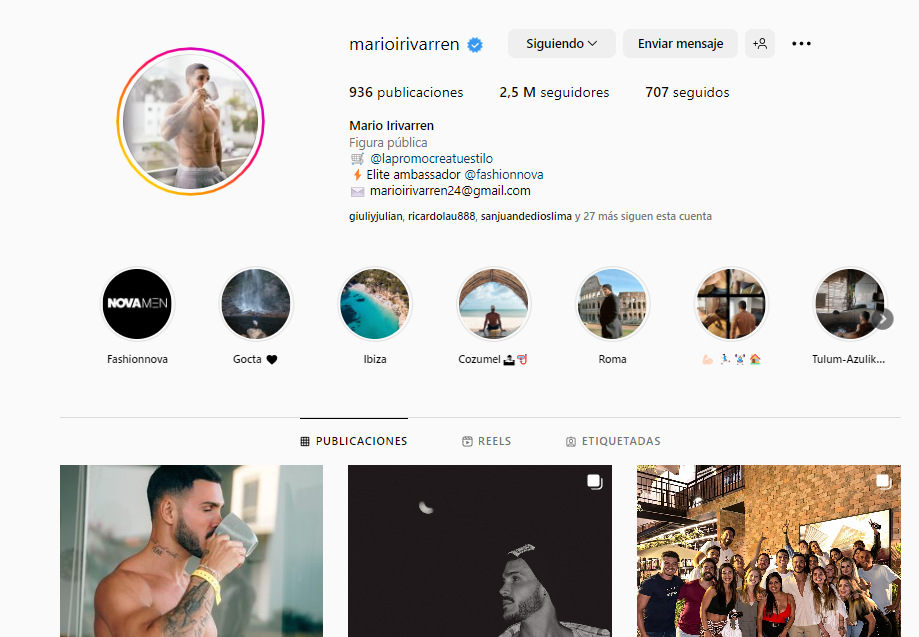 marioirivarren
Siguiendo
Enviar mensaje
936 publicaciones
2,5 M seguidores
707 seguidos
Mario Irivarren
Figura pública
🛒 @lapromocreatuestilo
⚡ Elite ambassador @fashionnova
✉️ marioirivarren24@gmail.com
giuliyjulian, ricardolau888, sanjuandedioslima y 27 más siguen esta cuenta
NOVAMEN
Fashionnova
Gocta 🖤
Ibiza
Cozumel
Roma
Tulum-Azulik...
PUBLICACIONES
REELS
ETIQUETADAS